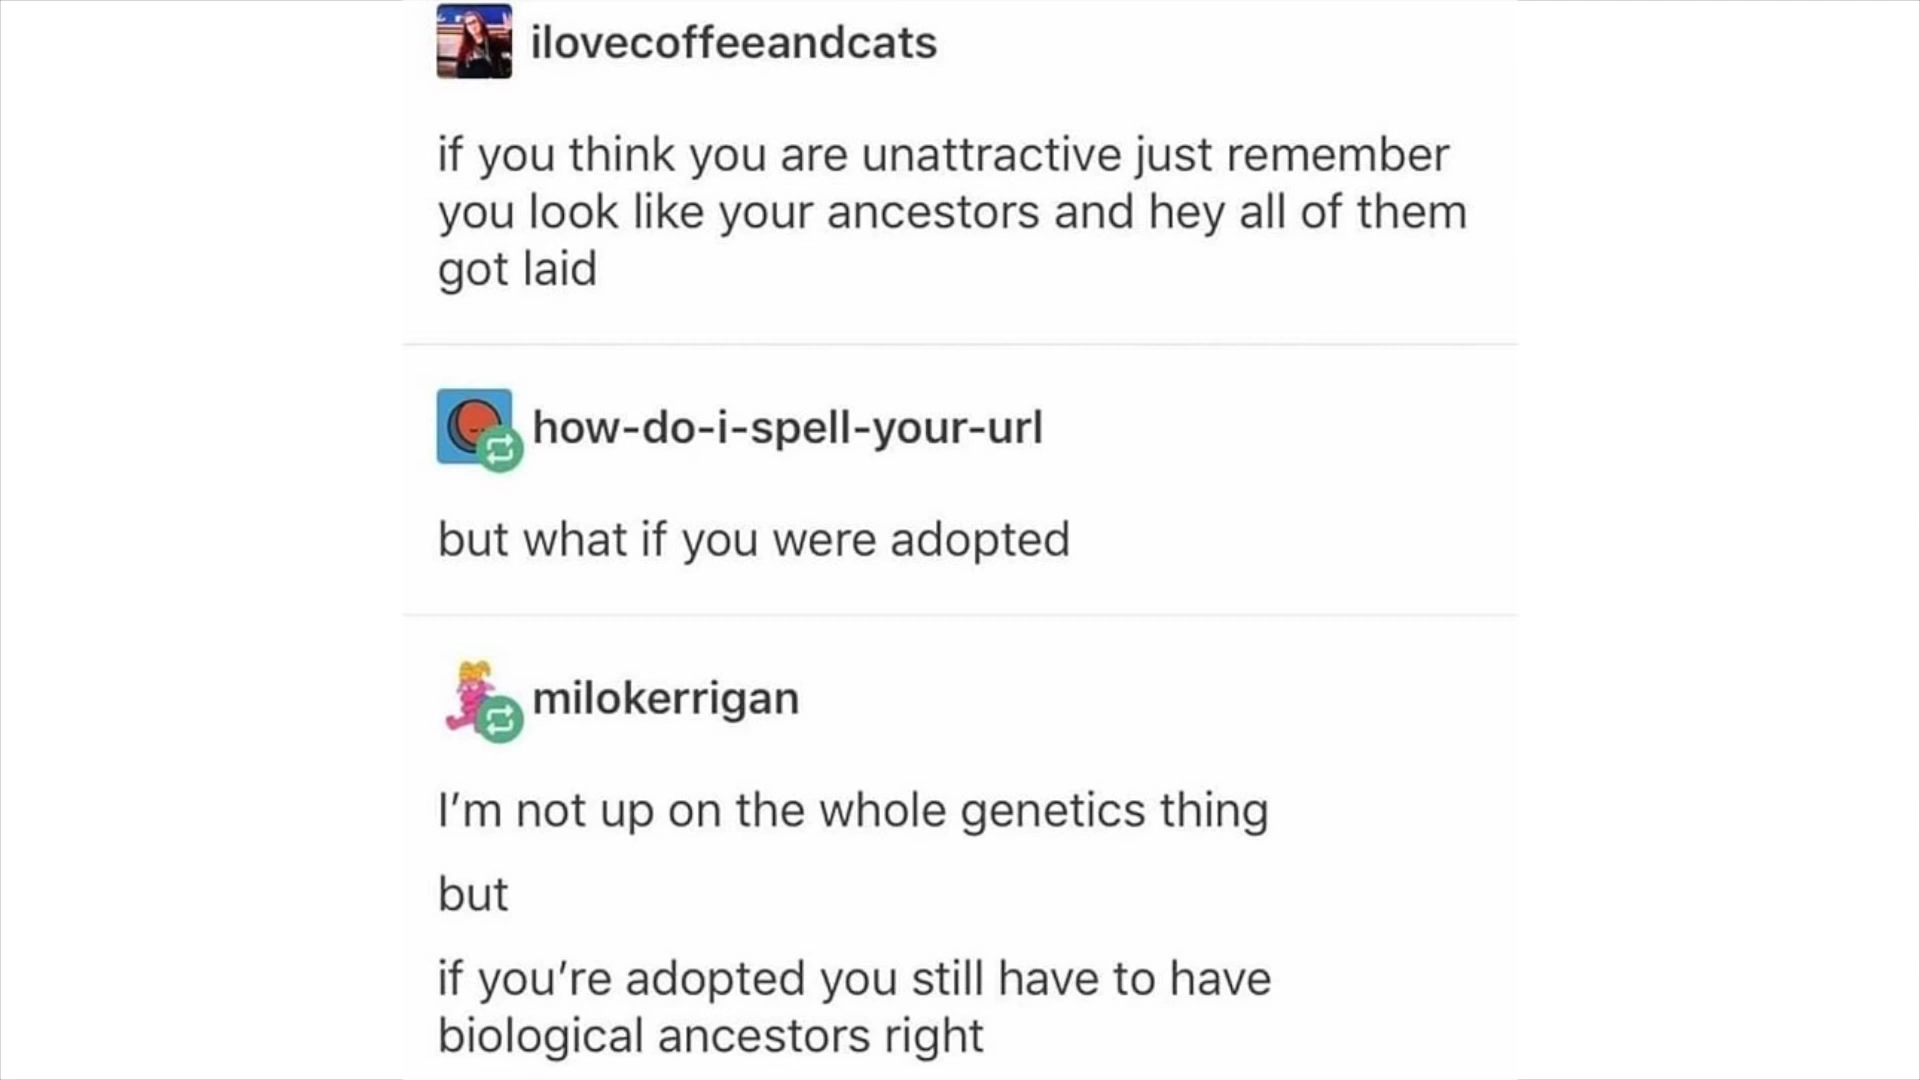 ilovecoffeeandcats
if you think you are unattractive just remember
you look like your ancestors and hey all of them
got laid
how-do-i-spell-your-url
but what if you were adopted
milokerrigan
I'm not up on the whole genetics thing
but
if you're adopted you still have to have
biological ancestors right